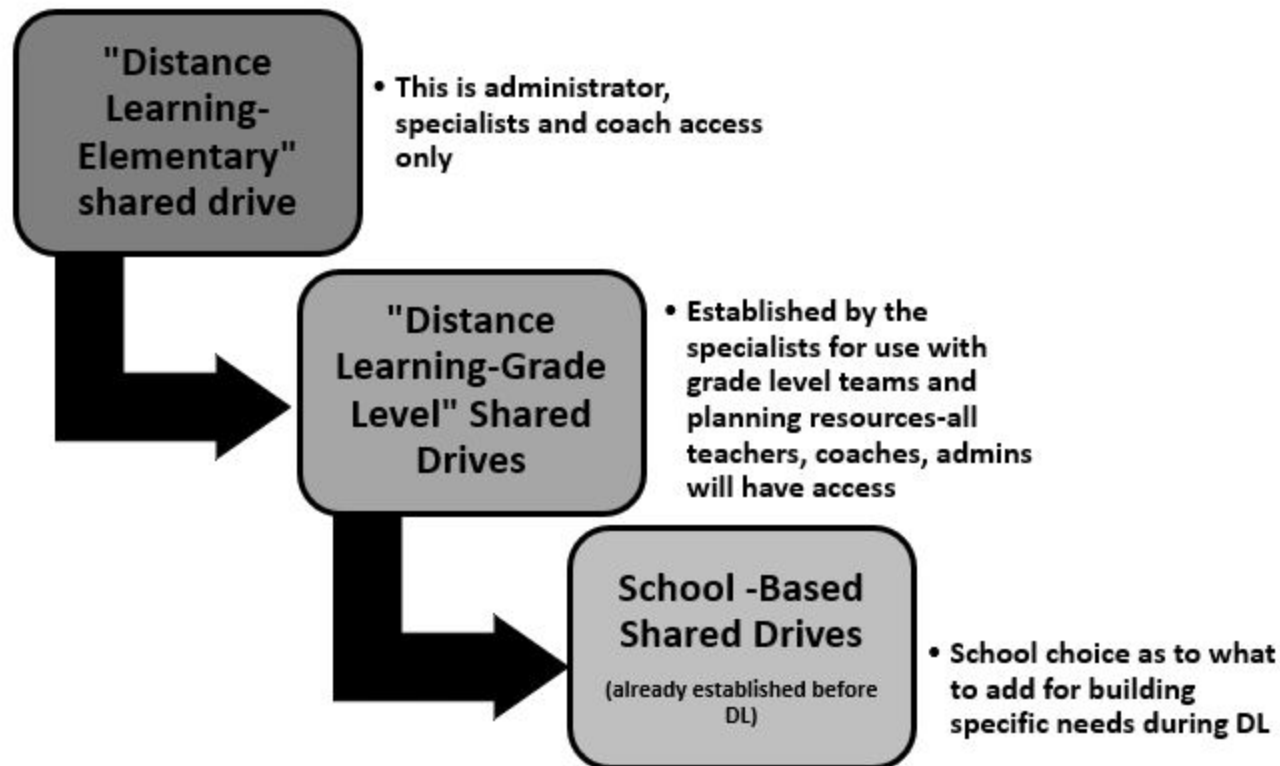 "Distance
Learning-
Elementary"
shared drive
• This is administrator,
specialists and coach access
only
"Distance
Learning-Grade
Level" Shared
Drives
• Established by the
specialists for use with
grade level teams and
planning resources-all
teachers, coaches, admins
will have access
School -Based
Shared Drives
(already established before
DL)
• School choice as to what
to add for building
specific needs during DL